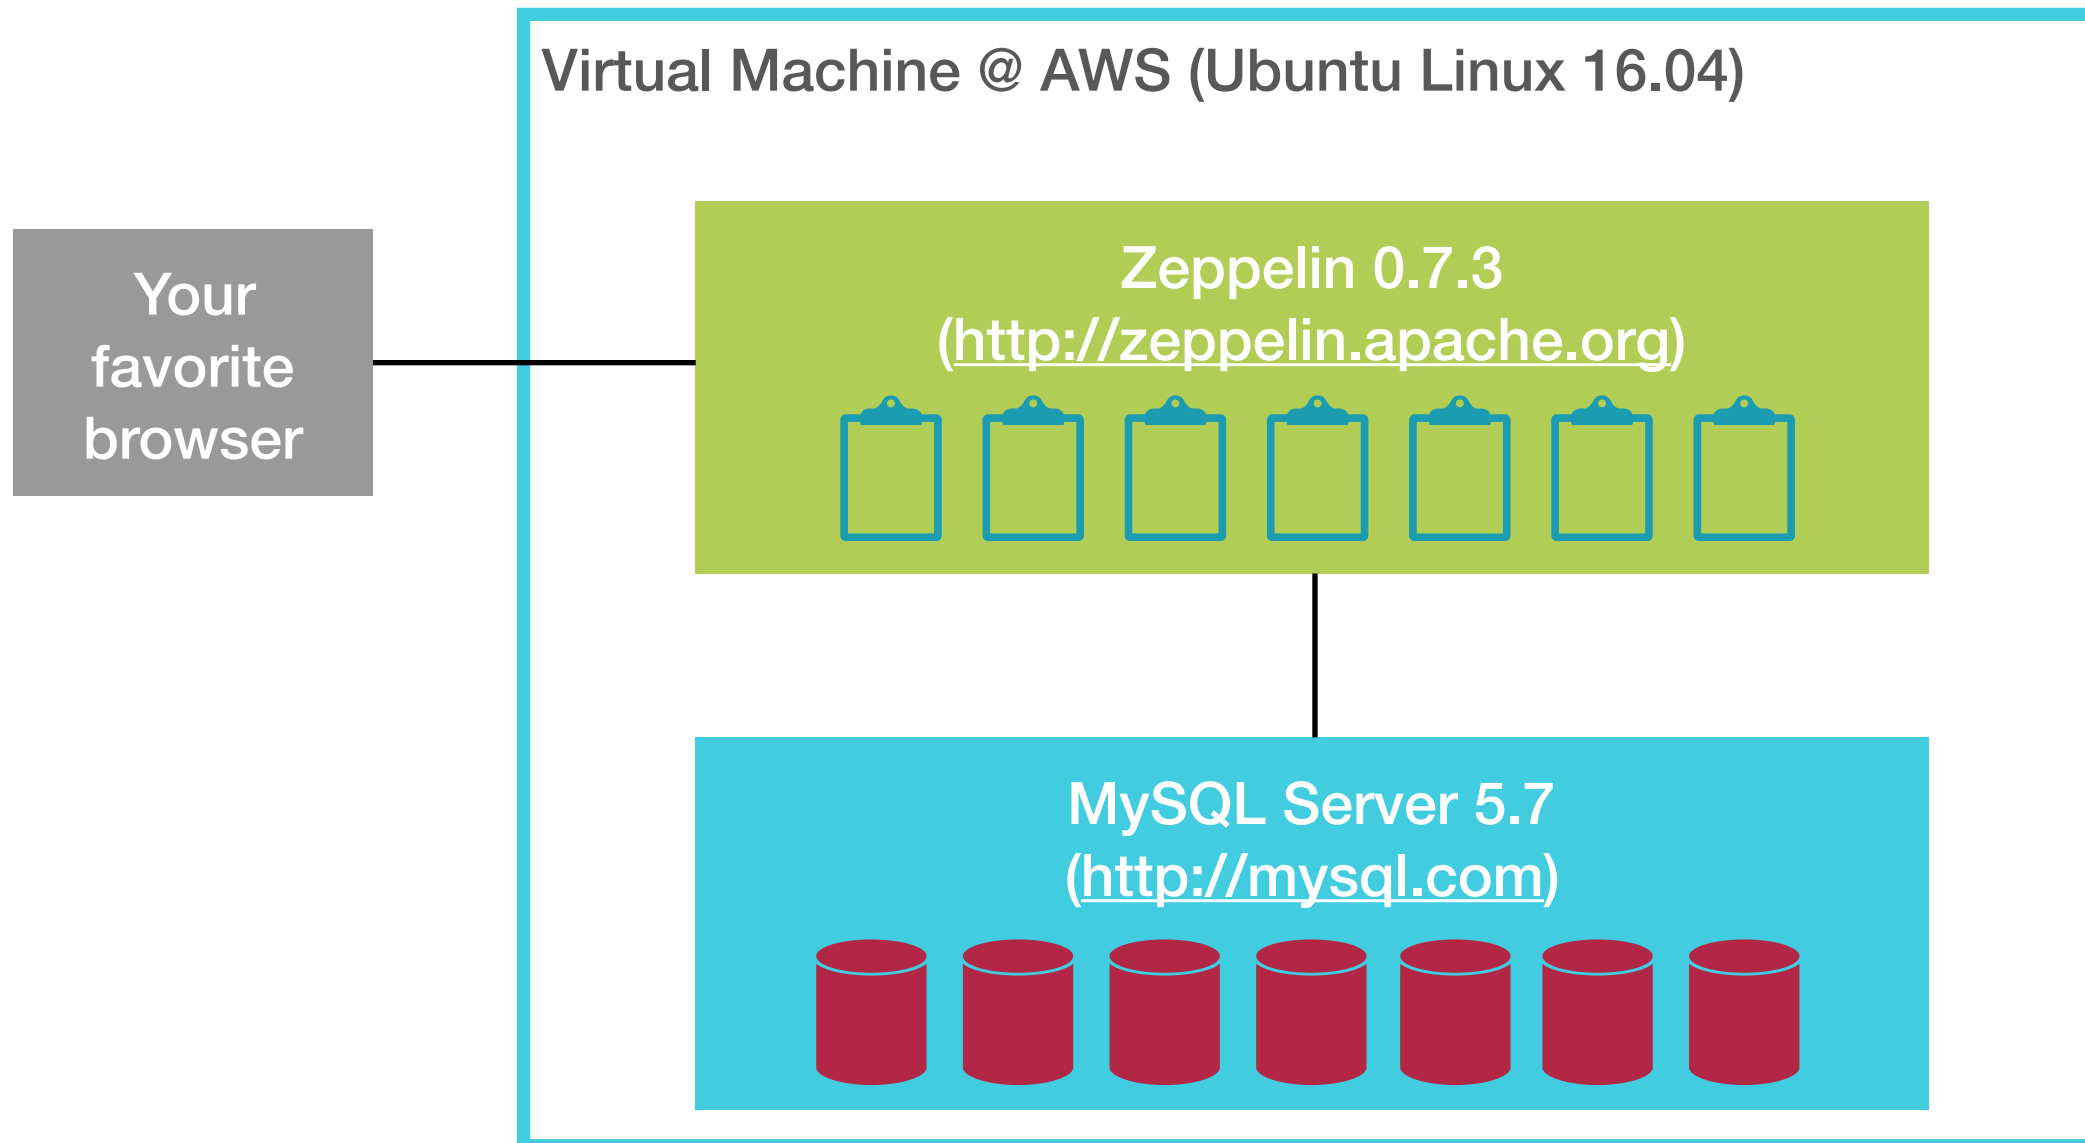 Virtual Machine @ AWS (Ubuntu Linux 16.04)
Your
favorite
browser
Zeppelin 0.7.3
(http://zeppelin.apache.org)
MySQL Server 5.7
(http://mysql.com)